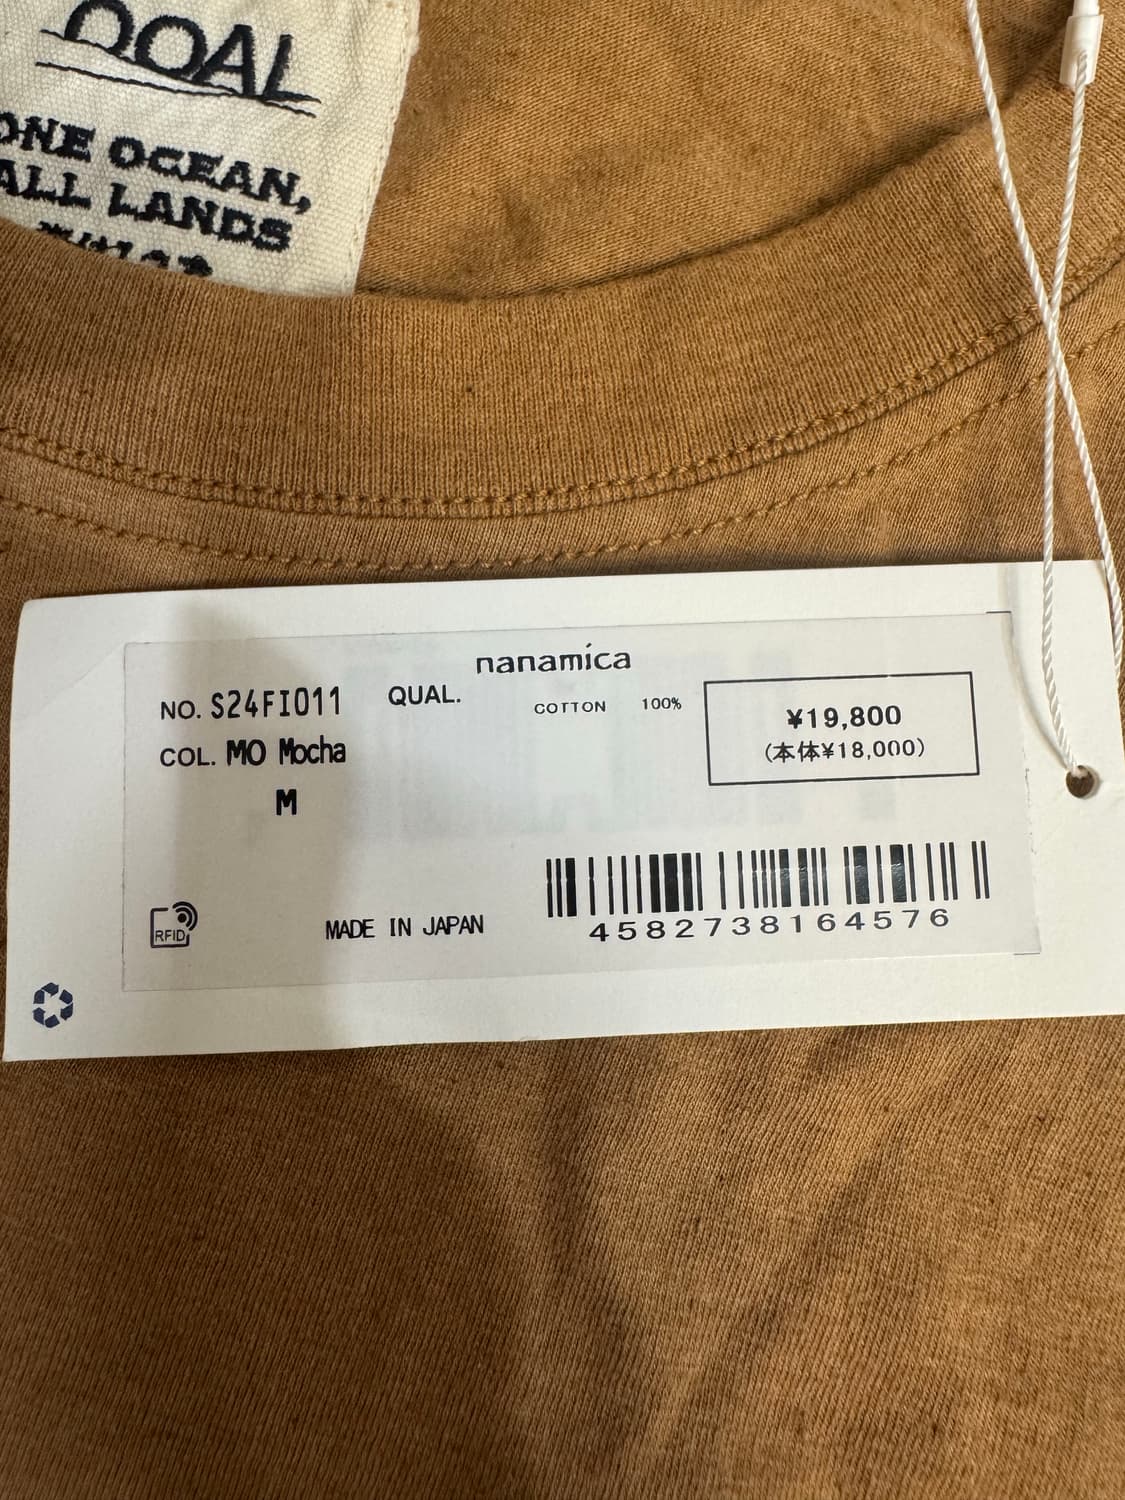 OOAL
ONE OCEAN,
ALL LANDS
nanamica
NO. S24FI011
QUAL.
COTTON 100%
¥19,800
(本体¥18,000)
COL. MO Mocha
M
RFID
MADE IN JAPAN
4582738164576